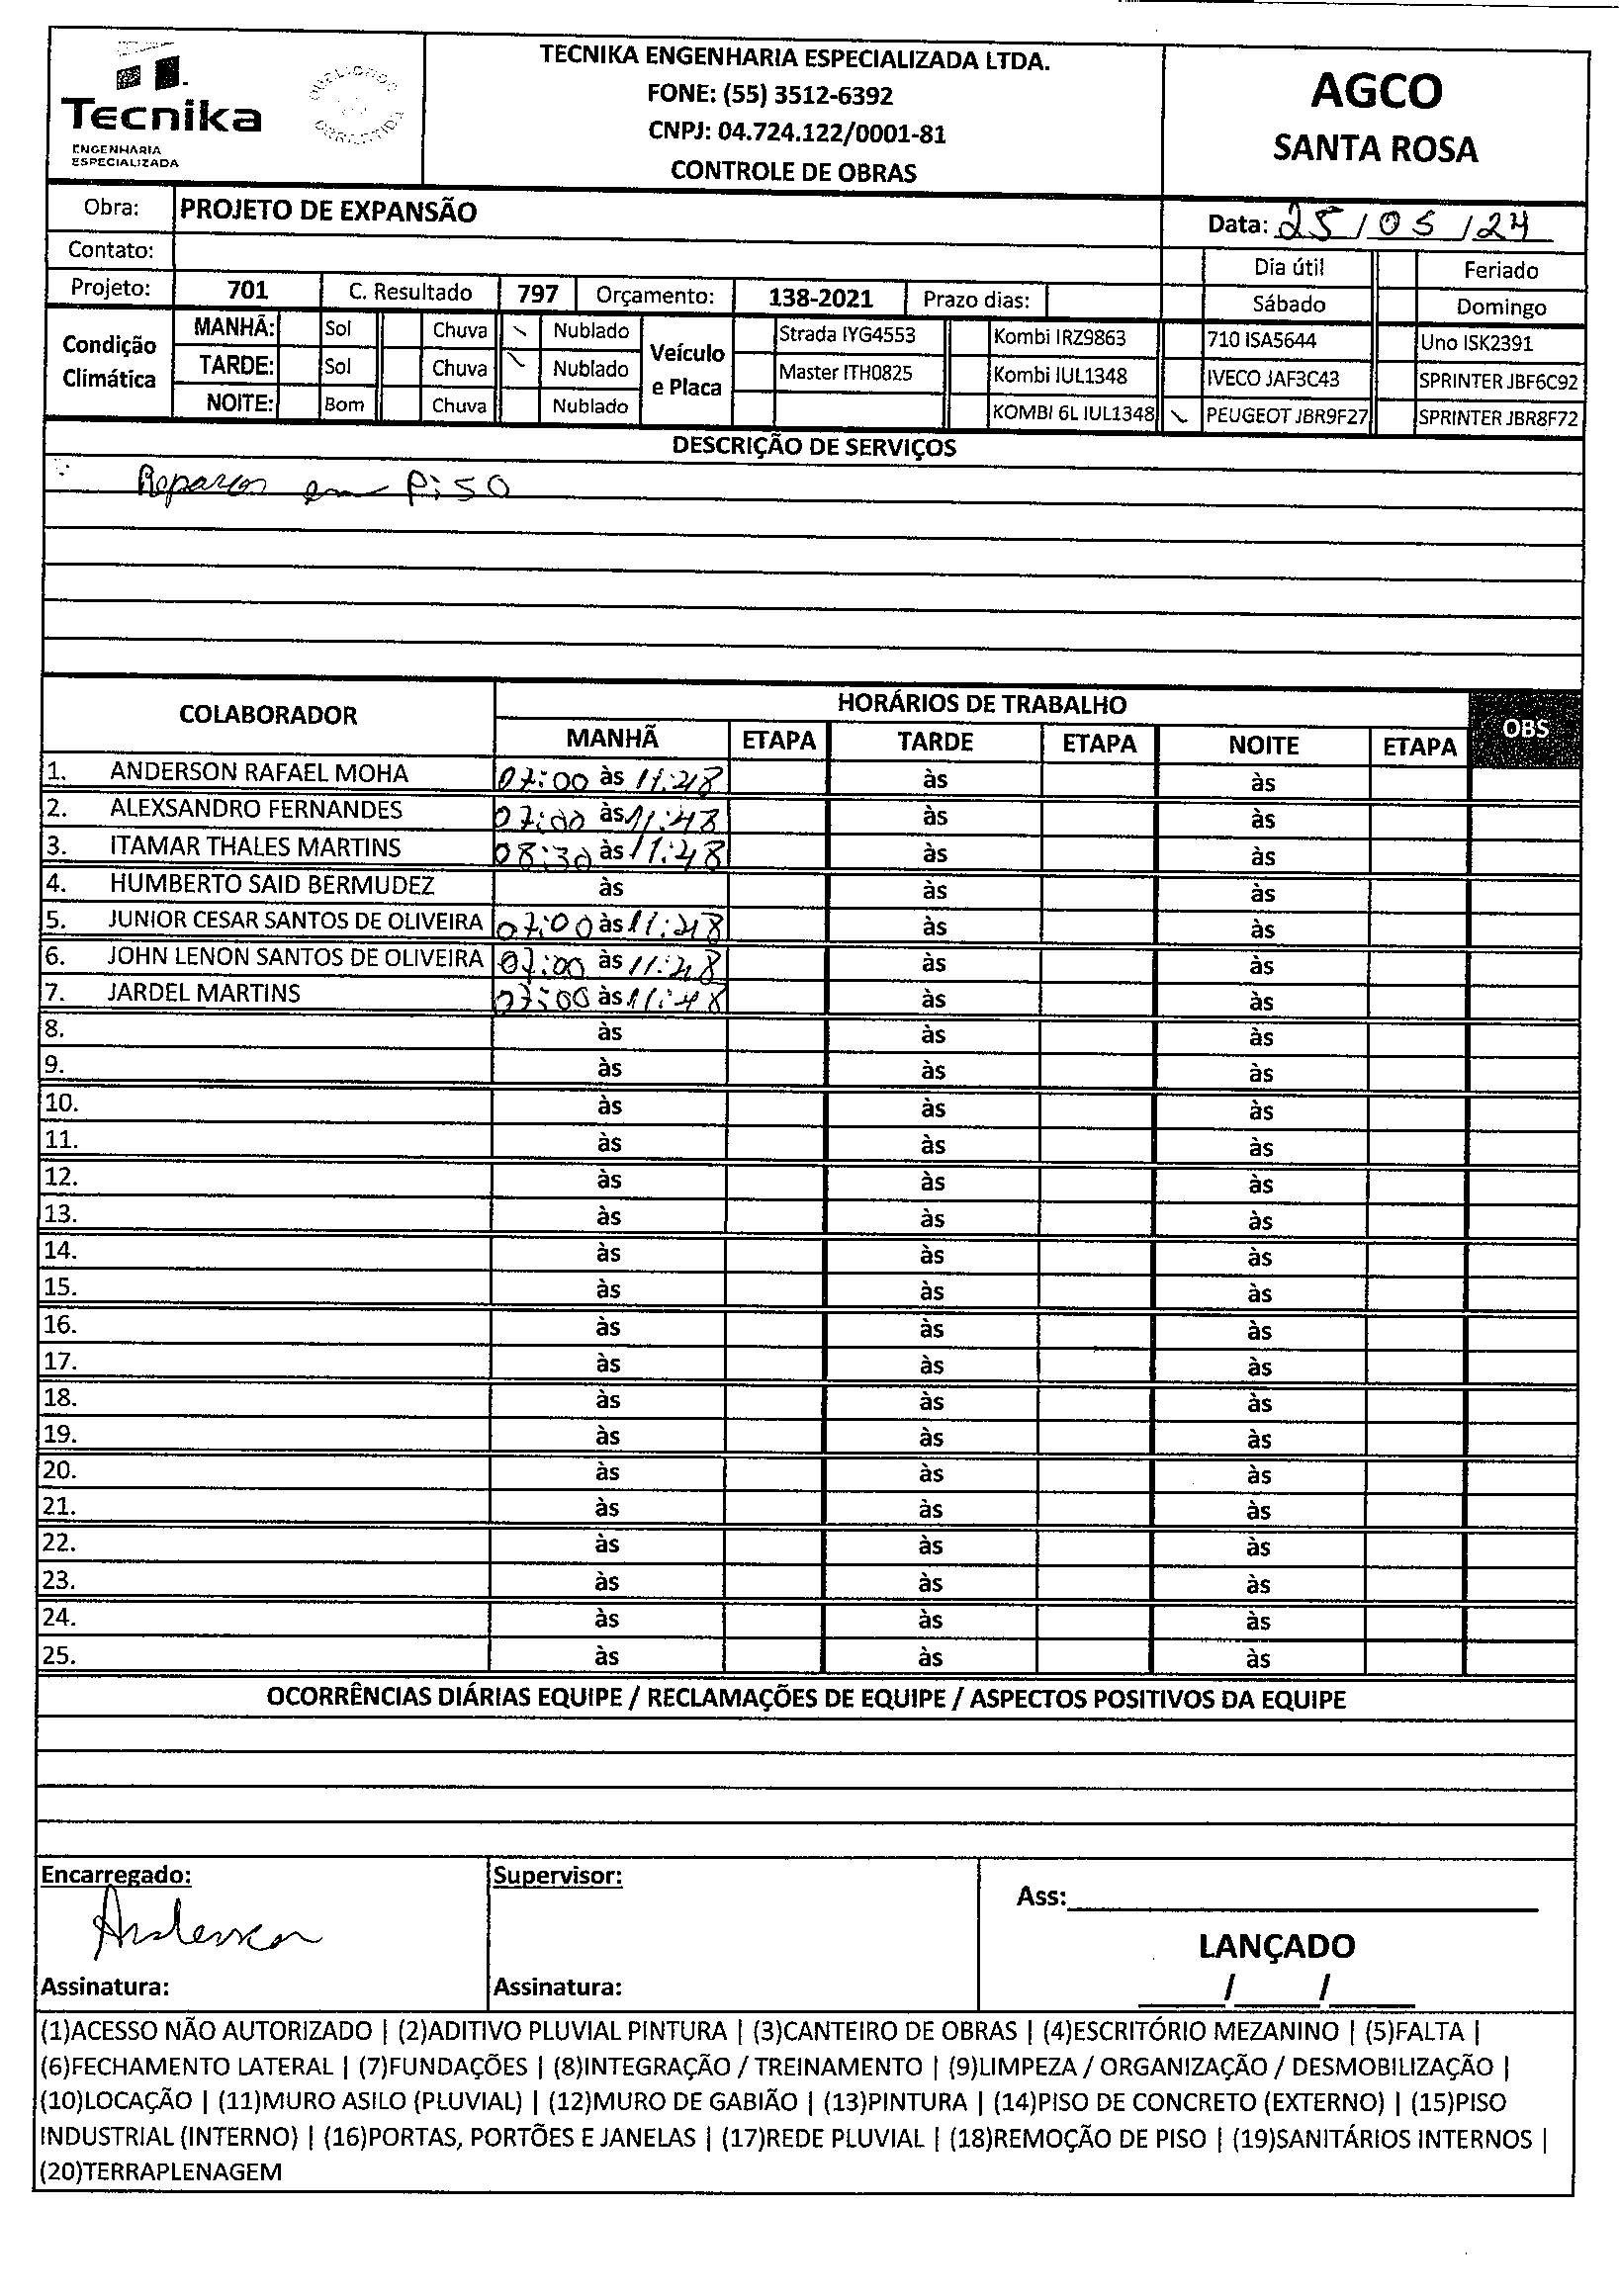 Tecnika
ENGENHARIA
ESPECIALIZADA
TECNIKA ENGENHARIA ESPECIALIZADA LTDA.
FONE: (55) 3512-6392
CNPJ: 04.724.122/0001-81
CONTROLE DE OBRAS
AGCO
SANTA ROSA
Obra: PROJETO DE EXPANSÃO
Data: 25/05/24
Contato:
Dia útil Feriado
Projeto: 701 C. Resultado 797 Orçamento: 138-2021 Prazo dias: Sábado Domingo
Condição Climática
MANHÃ: Sol Chuva \ Nublado
TARDE: Sol Chuva \ Nublado
NOITE: Bom Chuva Nublado
Veículo e Placa
Strada IYG4553 Kombi IRZ9863 710 ISA5644 Uno ISK2391
Master ITH0825 Kombi IUL1348 IVECO JAF3C43 SPRINTER JBF6C92
KOMBI 6L IUL1348 \ PEUGEOT JBR9F27 SPRINTER JBR8F72
DESCRIÇÃO DE SERVIÇOS
Reparos em Piso
COLABORADOR HORÁRIOS DE TRABALHO OBS
MANHÃ ETAPA TARDE ETAPA NOITE ETAPA
1. ANDERSON RAFAEL MOHA 07:00 às 11:48 às às
2. ALEXSANDRO FERNANDES 07:00 às 11:48 às às
3. ITAMAR THALES MARTINS 08:30 às 11:48 às às
4. HUMBERTO SAID BERMUDEZ às às às
5. JUNIOR CESAR SANTOS DE OLIVEIRA 07:00 às 11:48 às às
6. JOHN LENON SANTOS DE OLIVEIRA 07:00 às 11:48 às às
7. JARDEL MARTINS 07:00 às 11:48 às às
8. às às às
9. às às às
10. às às às
11. às às às
12. às às às
13. às às às
14. às às às
15. às às às
16. às às às
17. às às às
18. às às às
19. às às às
20. às às às
21. às às às
22. às às às
23. às às às
24. às às às
25. às às às
OCORRÊNCIAS DIÁRIAS EQUIPE / RECLAMAÇÕES DE EQUIPE / ASPECTOS POSITIVOS DA EQUIPE
Encarregado: Supervisor:
Ass:
Anderson
LANÇADO
Assinatura: Assinatura:
___/___/___
(1)ACESSO NÃO AUTORIZADO | (2)ADITIVO PLUVIAL PINTURA | (3)CANTEIRO DE OBRAS | (4)ESCRITÓRIO MEZANINO | (5)FALTA |
(6)FECHAMENTO LATERAL | (7)FUNDAÇÕES | (8)INTEGRAÇÃO / TREINAMENTO | (9)LIMPEZA / ORGANIZAÇÃO / DESMOBILIZAÇÃO |
(10)LOCAÇÃO | (11)MURO ASILO (PLUVIAL) | (12)MURO DE GABIÃO | (13)PINTURA | (14)PISO DE CONCRETO (EXTERNO) | (15)PISO
INDUSTRIAL (INTERNO) | (16)PORTAS, PORTÕES E JANELAS | (17)REDE PLUVIAL | (18)REMOÇÃO DE PISO | (19)SANITÁRIOS INTERNOS |
(20)TERRAPLENAGEM